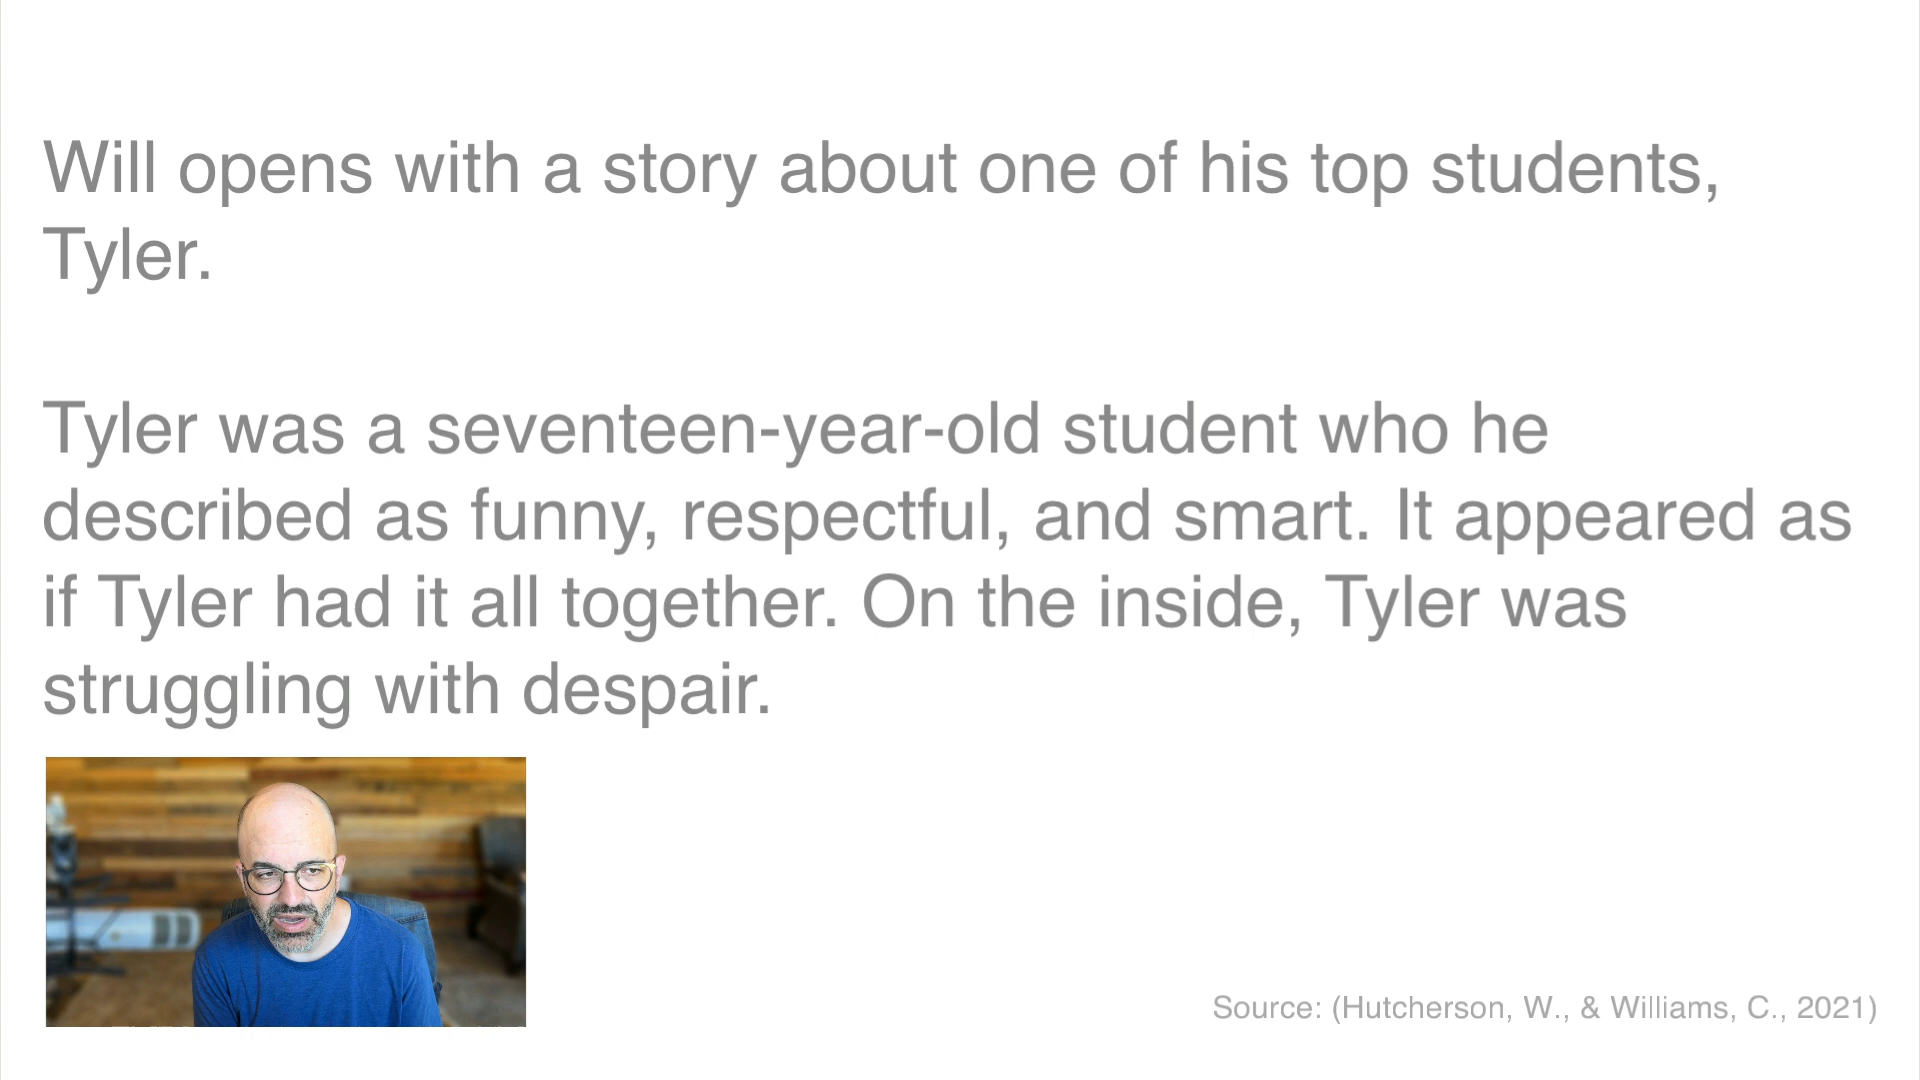 Will opens with a story about one of his top students,
Tyler.
Tyler was a seventeen-year-old student who he
described as funny, respectful, and smart. It appeared as
if Tyler had it all together. On the inside, Tyler was
struggling with despair.
Source: (Hutcherson, W., & Williams, C., 2021)